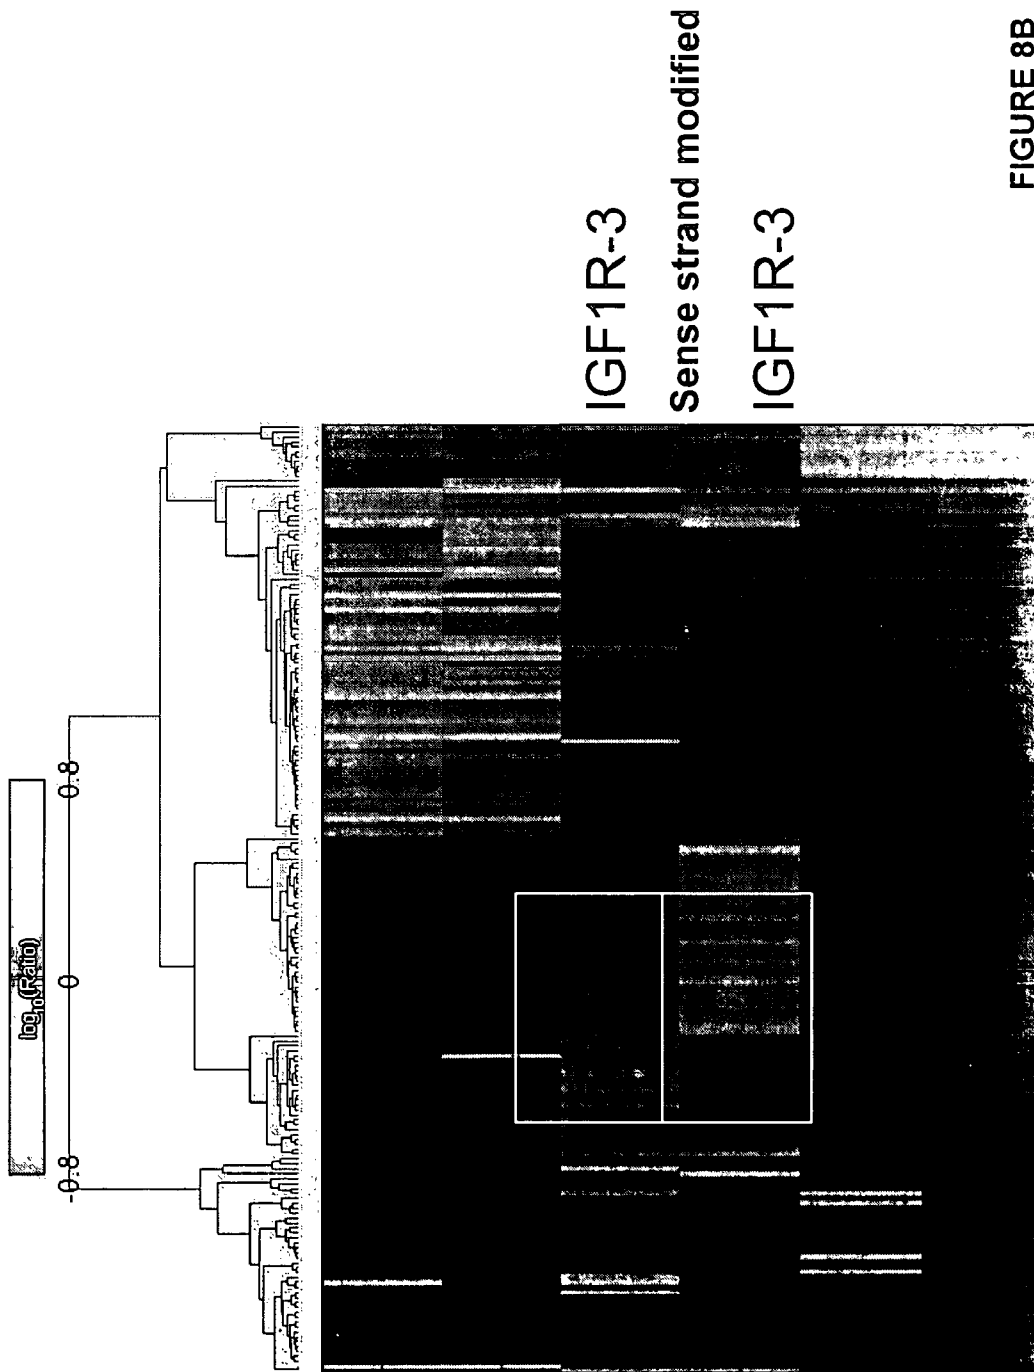 log₁₀(Ratio)
-0.8 0 0.8
IGF1R-3
Sense strand modified
IGF1R-3
FIGURE 8B